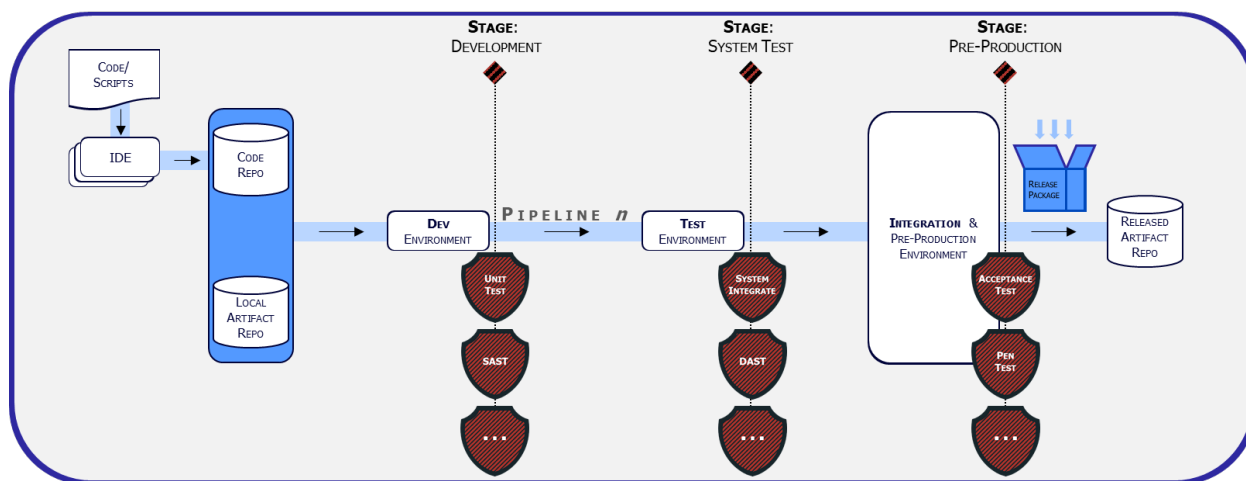 STAGE:
DEVELOPMENT
STAGE:
SYSTEM TEST
STAGE:
PRE-PRODUCTION
CODE/
SCRIPTS
IDE
CODE
REPO
LOCAL
ARTIFACT
REPO
DEV
ENVIRONMENT
PIPELINE n
TEST
ENVIRONMENT
INTEGRATION &
PRE-PRODUCTION
ENVIRONMENT
RELEASE
PACKAGE
RELEASED
ARTIFACT
REPO
UNIT
TEST
SAST
...
SYSTEM
INTEGRATE
DAST
...
ACCEPTANCE
TEST
PEN
TEST
...